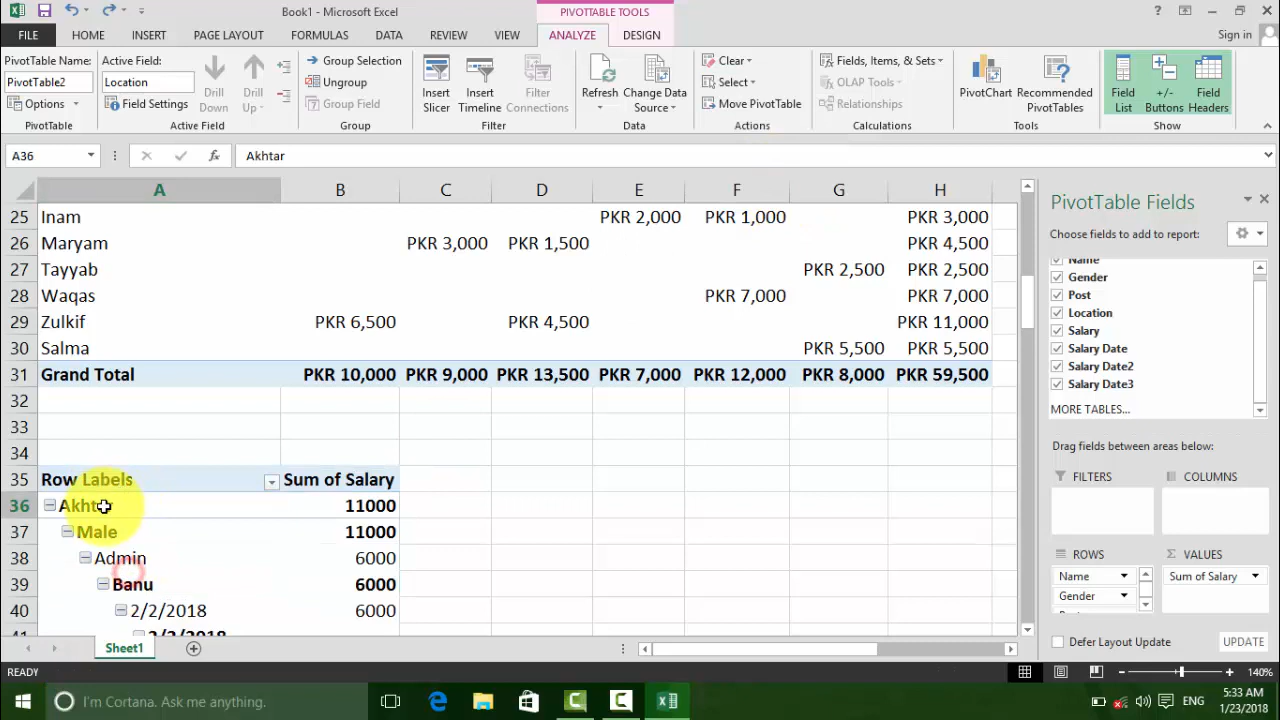 Book1 - Microsoft Excel
PIVOTTABLE TOOLS
Sign in
FILE HOME INSERT PAGE LAYOUT FORMULAS DATA REVIEW VIEW ANALYZE DESIGN
PivotTable Name:
PivotTable2
Options
PivotTable
Active Field:
Location
Field Settings
Drill Down
Drill Up
Active Field
Group Selection
Ungroup
Group Field
Group
Insert Slicer
Insert Timeline
Filter Connections
Filter
Refresh
Change Data Source
Data
Clear
Select
Move PivotTable
Actions
Fields, Items, & Sets
OLAP Tools
Relationships
Calculations
PivotChart
Recommended PivotTables
Tools
Field List
+/- Buttons
Field Headers
Show
A36 fx Akhtar
A B C D E F G H
25 Inam PKR 2,000 PKR 1,000 PKR 3,000
26 Maryam PKR 3,000 PKR 1,500 PKR 4,500
27 Tayyab PKR 2,500 PKR 2,500
28 Waqas PKR 7,000 PKR 7,000
29 Zulkif PKR 6,500 PKR 4,500 PKR 11,000
30 Salma PKR 5,500 PKR 5,500
31 Grand Total PKR 10,000 PKR 9,000 PKR 13,500 PKR 7,000 PKR 12,000 PKR 8,000 PKR 59,500
32
33
34
35 Row Labels Sum of Salary
36 Akhtar 11000
37 Male 11000
38 Admin 6000
39 Banu 6000
40 2/2/2018 6000
PivotTable Fields
Choose fields to add to report:
Name
Gender
Post
Location
Salary
Salary Date
Salary Date2
Salary Date3
MORE TABLES...
Drag fields between areas below:
FILTERS
COLUMNS
ROWS
Name
Gender
VALUES
Sum of Salary
Defer Layout Update
UPDATE
Sheet1
READY
140%
I'm Cortana. Ask me anything.
ENG
5:33 AM
1/23/2018